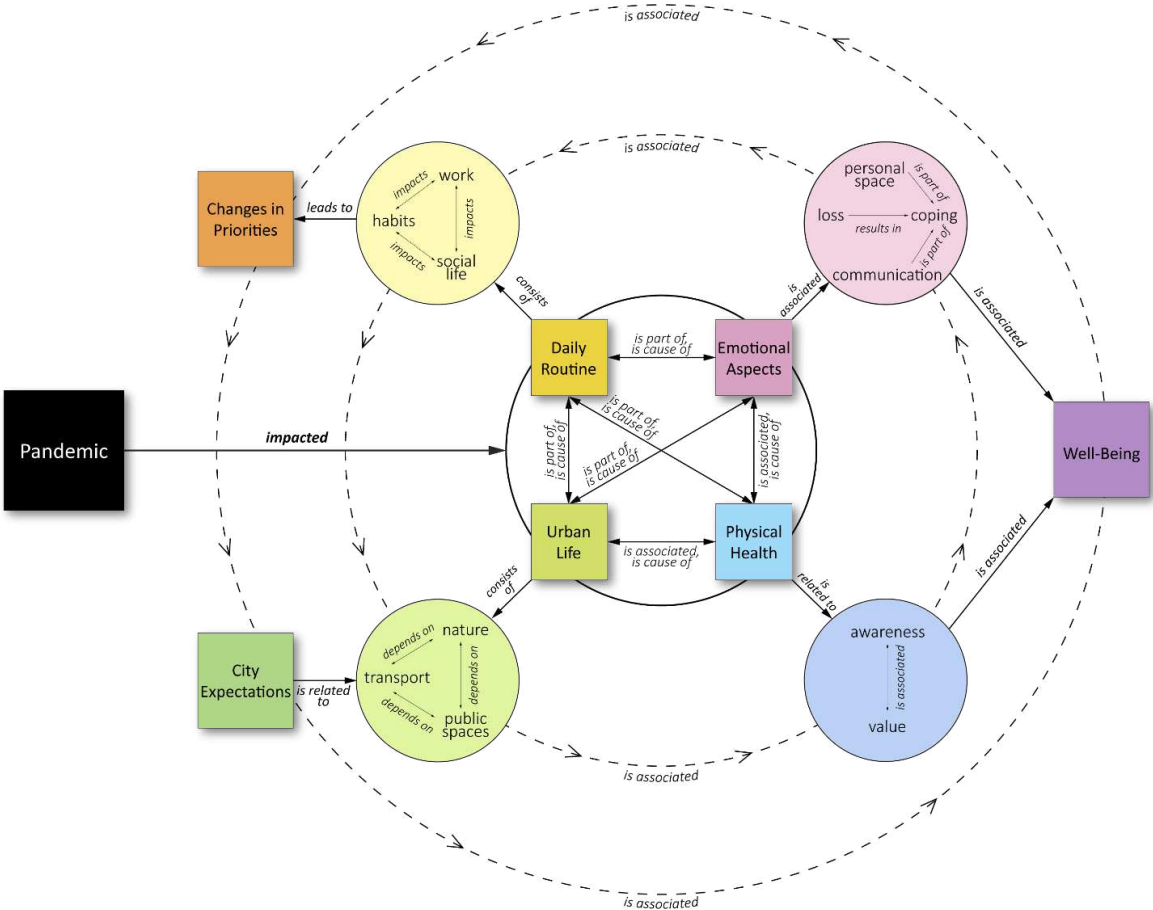 is associated
is associated
Changes in
Priorities
leads to
work
impacts
habits
impacts
impacts
social
life
personal
space
is part of
loss
coping
results in
is part of
communication
consists
of
is
associated
is associated
Daily
Routine
is part of,
is cause of
Emotional
Aspects
Pandemic
impacted
is part of,
is cause of
is part of,
is cause of
is part of,
is cause of
is associated,
is cause of
Well-Being
Urban
Life
is associated,
is cause of
Physical
Health
consists
of
is
related to
is associated
City
Expectations
is related
to
nature
depends on
transport
depends on
depends on
public
spaces
awareness
is associated
value
is associated
is associated